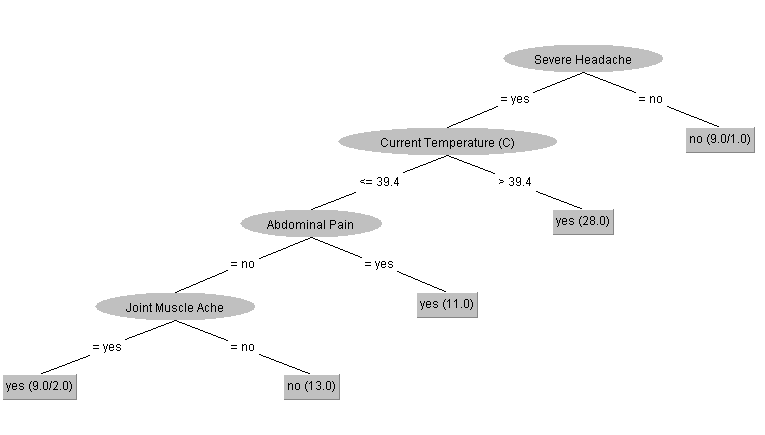 Severe Headache
= yes
= no
Current Temperature (C)
no (9.0/1.0)
<= 39.4
> 39.4
Abdominal Pain
yes (28.0)
= no
= yes
Joint Muscle Ache
yes (11.0)
= yes
= no
yes (9.0/2.0)
no (13.0)